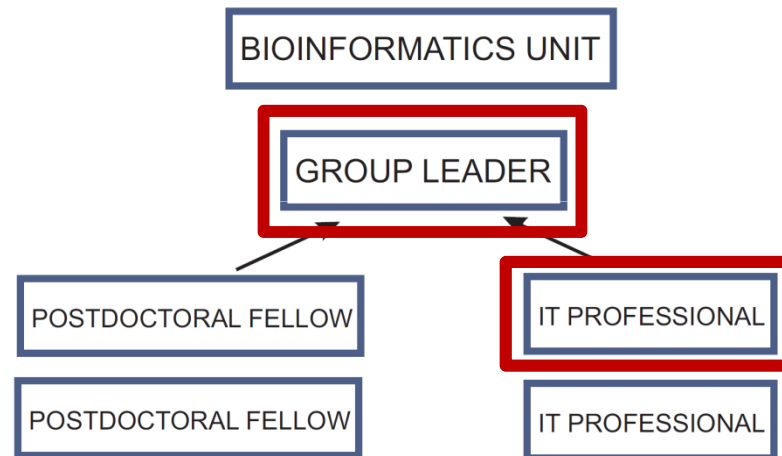 BIOINFORMATICS UNIT
GROUP LEADER
POSTDOCTORAL FELLOW
IT PROFESSIONAL
POSTDOCTORAL FELLOW
IT PROFESSIONAL